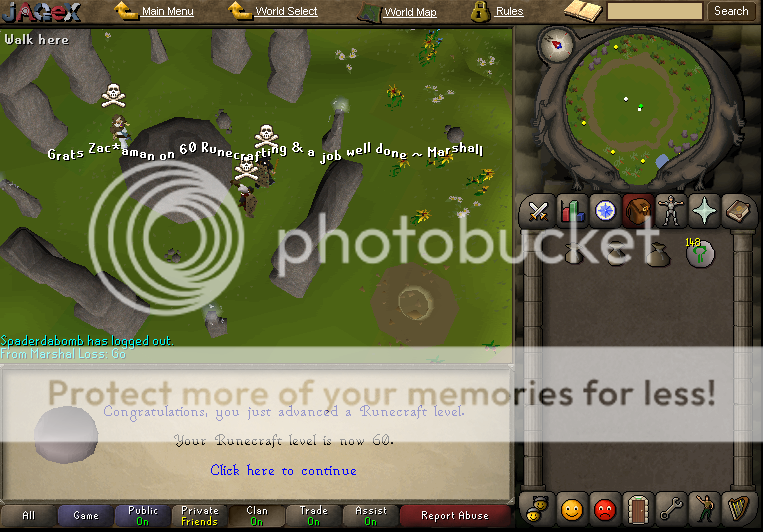 JAGEX
Main Menu
World Select
World Map
Rules
Search
Walk here
Grats Zac*aman on 60 Runecrafting & a job well done ~ Marshall
photobucket
148
Spaderdabomb has logged out.
From Marshal Loss: Go
Protect more of your memories for less!
Congratulations, you just advanced a Runecraft level.
Your Runecraft level is now 60.
Click here to continue
All
Game
Public
On
Private
Friends
Clan
On
Trade
On
Assist
On
Report Abuse